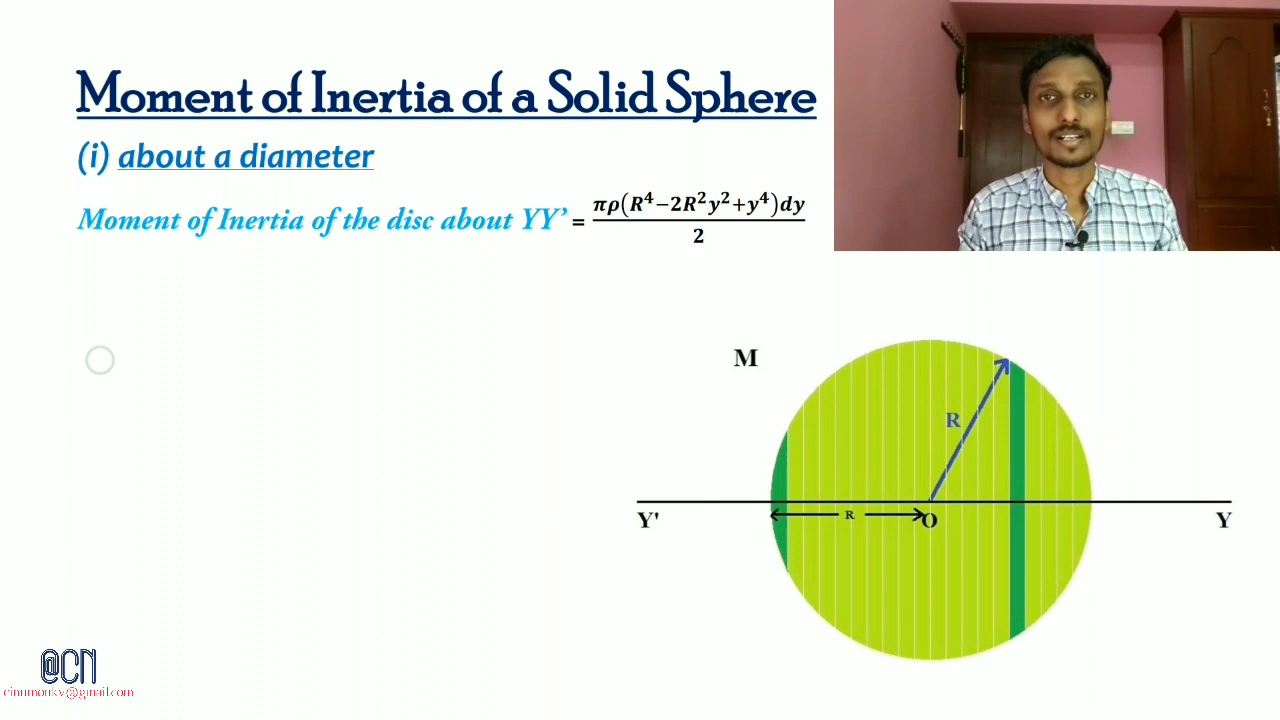 Moment of Inertia of a Solid Sphere
(i) about a diameter
Moment of Inertia of the disc about YY' = πρ(R⁴−2R²y²+y⁴)dy / 2
M
R
R
Y' O Y
@CN
cinumonkv@gmail.com